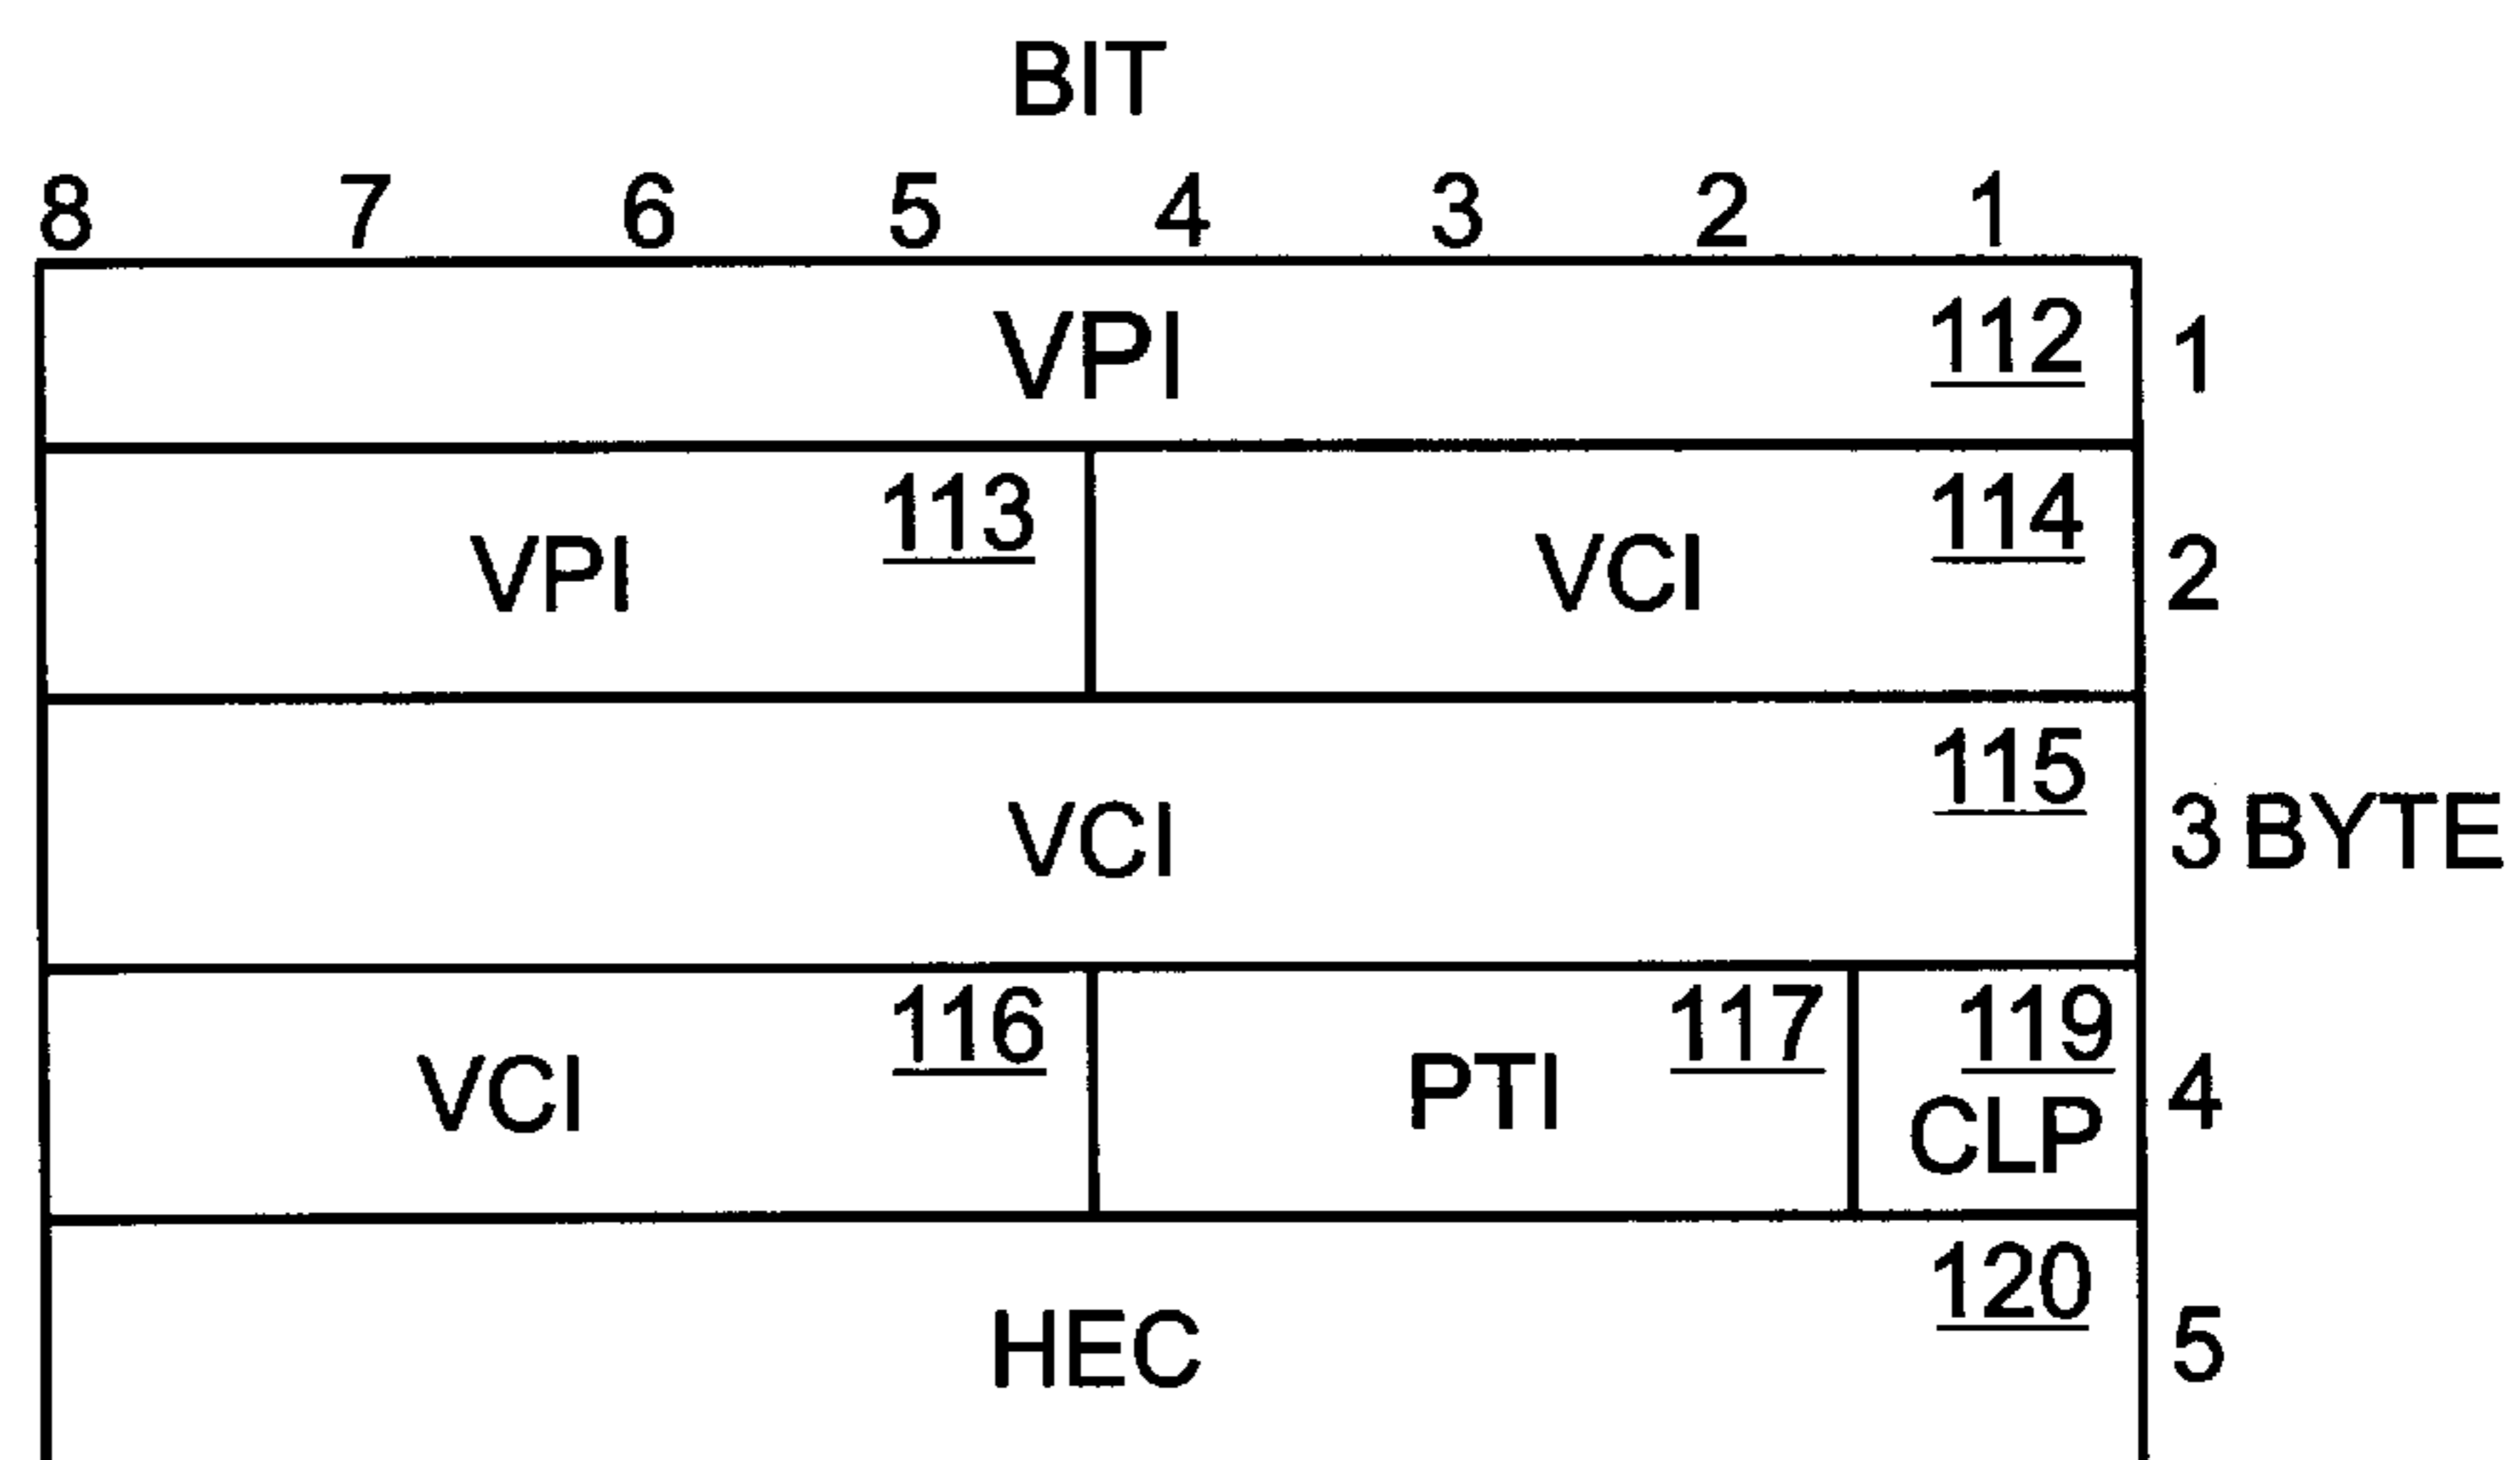 BIT
8 7 6 5 4 3 2 1
VPI 112 1
VPI 113 VCI 114 2
VCI 115 3 BYTE
VCI 116 PTI 117 119 CLP 4
HEC 120 5